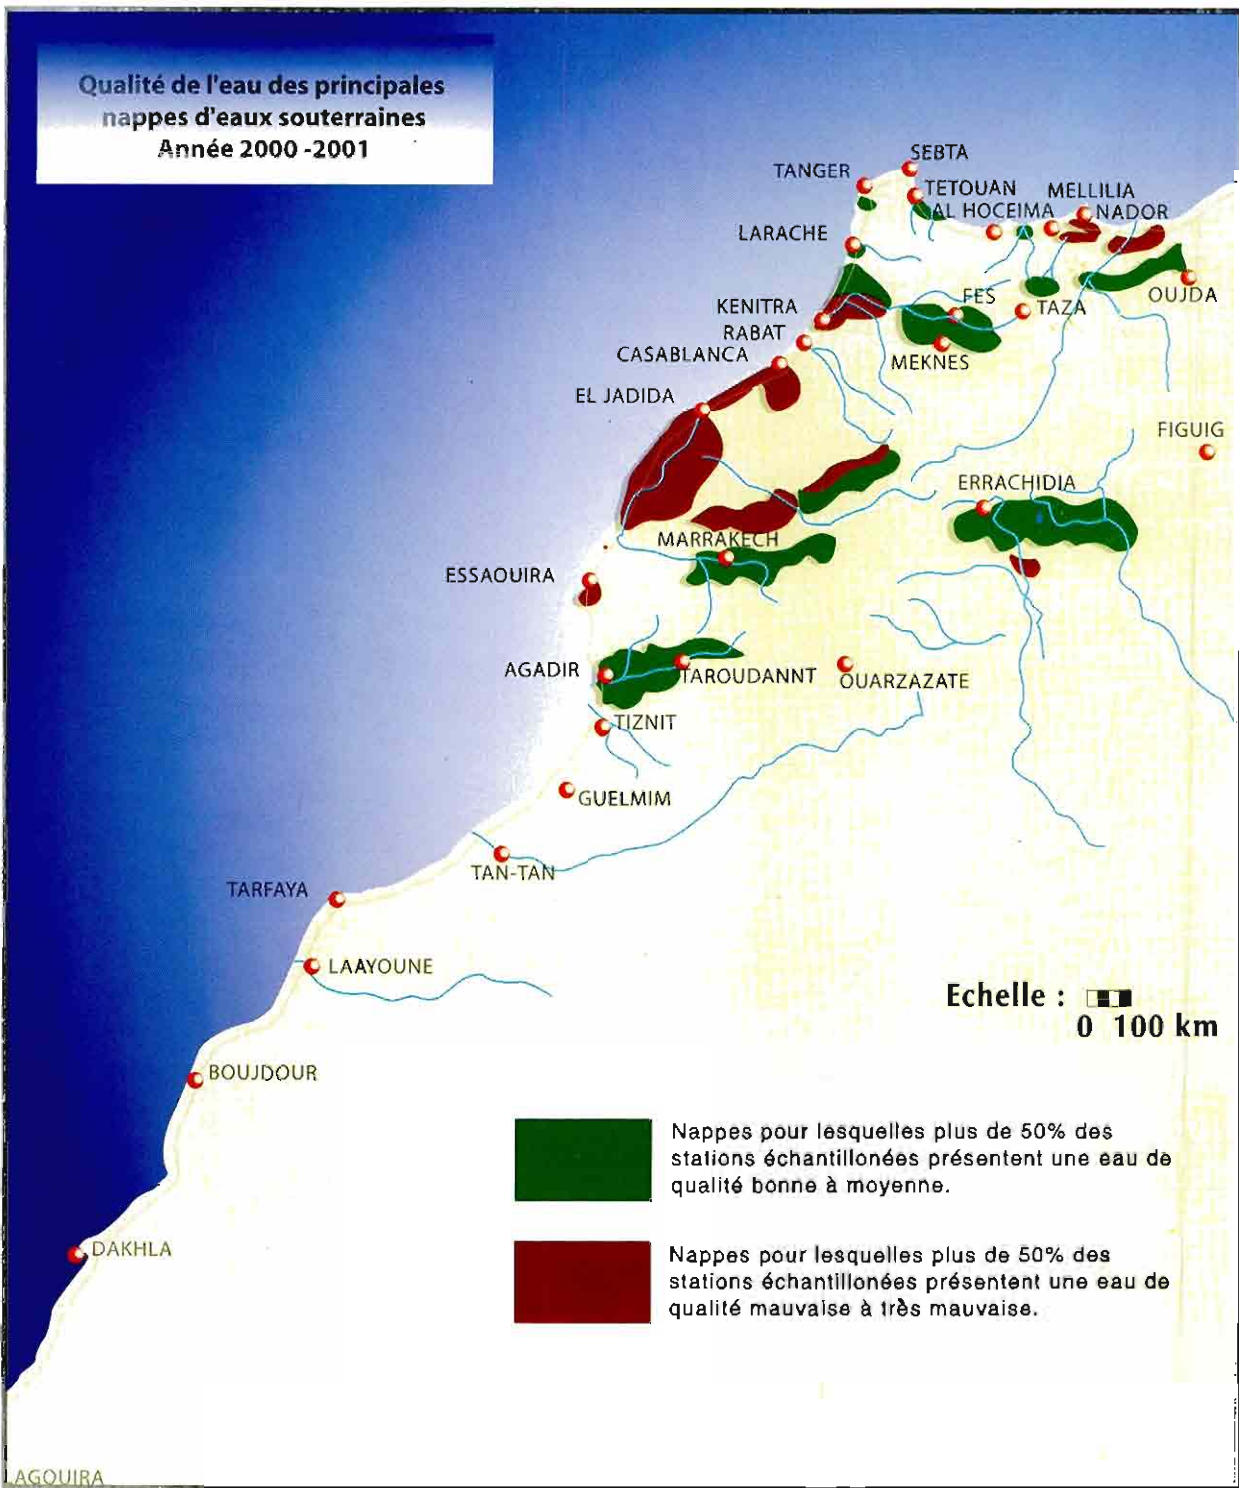 Qualité de l'eau des principales
nappes d'eaux souterraines
Année 2000 -2001
SEBTA
TANGER
TETOUAN
MELLILIA
AL HOCEIMA
NADOR
LARACHE
FES
OUJDA
KENITRA
TAZA
RABAT
CASABLANCA
MEKNES
EL JADIDA
FIGUIG
ERRACHIDIA
MARRAKECH
ESSAOUIRA
AGADIR
TAROUDANNT
OUARZAZATE
TIZNIT
GUELMIM
TAN-TAN
TARFAYA
LAAYOUNE
Echelle :
0 100 km
BOUJDOUR
Nappes pour lesquelles plus de 50% des
stations échantillonées présentent une eau de
qualité bonne à moyenne.
DAKHLA
Nappes pour lesquelles plus de 50% des
stations échantillonées présentent une eau de
qualité mauvaise à très mauvaise.
LAGOUIRA